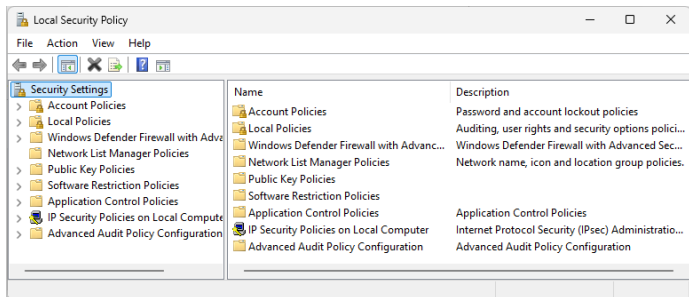 Local Security Policy
File Action View Help
Security Settings
Account Policies
Local Policies
Windows Defender Firewall with Adva
Network List Manager Policies
Public Key Policies
Software Restriction Policies
Application Control Policies
IP Security Policies on Local Compute
Advanced Audit Policy Configuration
Name Description
Account Policies Password and account lockout policies
Local Policies Auditing, user rights and security options polici...
Windows Defender Firewall with Advanc... Windows Defender Firewall with Advanced Sec...
Network List Manager Policies Network name, icon and location group policies.
Public Key Policies
Software Restriction Policies
Application Control Policies Application Control Policies
IP Security Policies on Local Computer Internet Protocol Security (IPsec) Administratio...
Advanced Audit Policy Configuration Advanced Audit Policy Configuration